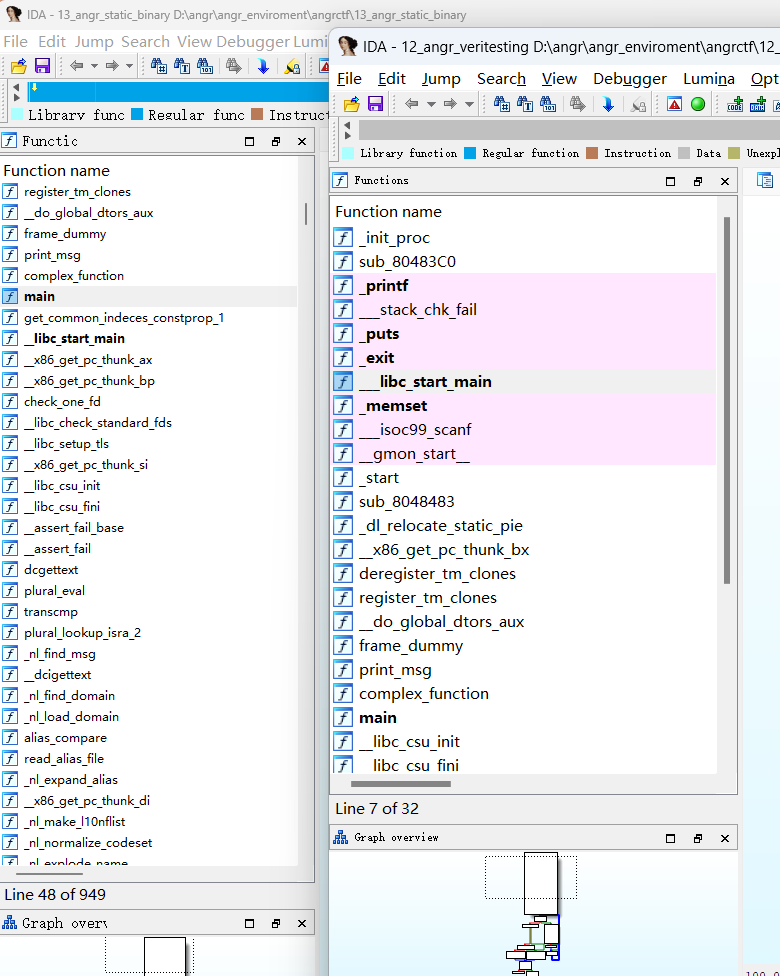 IDA - 13_angr_static_binary D:\angr\angr_enviroment\angrctf\13_angr_static_binary
File Edit Jump Search View Debugger Lumi
Library func Regular func Instruct
Functic
Function name
register_tm_clones
__do_global_dtors_aux
frame_dummy
print_msg
complex_function
main
get_common_indeces_constprop_1
__libc_start_main
__x86_get_pc_thunk_ax
__x86_get_pc_thunk_bp
check_one_fd
__libc_check_standard_fds
__libc_setup_tls
__x86_get_pc_thunk_si
__libc_csu_init
__libc_csu_fini
__assert_fail_base
__assert_fail
dcgettext
plural_eval
transcmp
plural_lookup_isra_2
_nl_find_msg
__dcigettext
_nl_find_domain
_nl_load_domain
alias_compare
read_alias_file
_nl_expand_alias
__x86_get_pc_thunk_di
_nl_make_l10nflist
_nl_normalize_codeset
_nl_explode_name
Line 48 of 949
Graph overv
IDA - 12_angr_veritesting D:\angr\angr_enviroment\angrctf\12_
File Edit Jump Search View Debugger Lumina Opt
Library function Regular function Instruction Data Unexpl
Functions
Function name
_init_proc
sub_80483C0
_printf
___stack_chk_fail
_puts
_exit
___libc_start_main
_memset
___isoc99_scanf
__gmon_start__
_start
sub_8048483
_dl_relocate_static_pie
__x86_get_pc_thunk_bx
deregister_tm_clones
register_tm_clones
__do_global_dtors_aux
frame_dummy
print_msg
complex_function
main
__libc_csu_init
__libc_csu_fini
Line 7 of 32
Graph overview